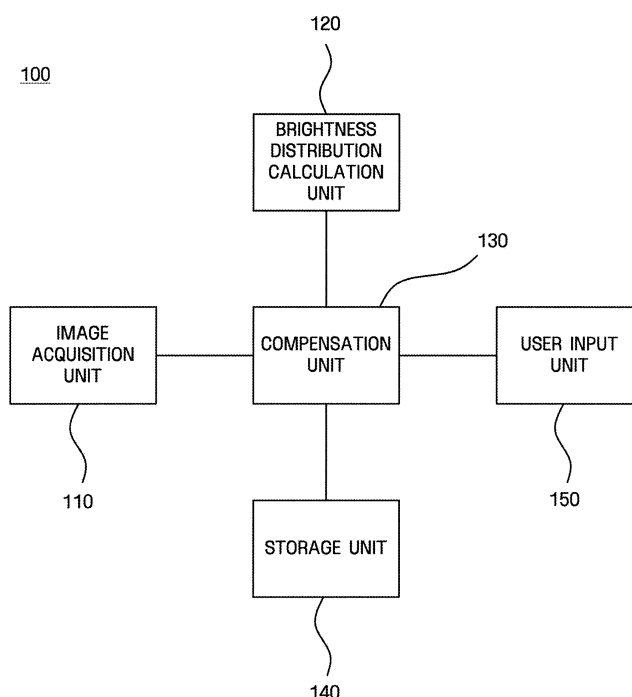 120
100
BRIGHTNESS
DISTRIBUTION
CALCULATION
UNIT
130
IMAGE
ACQUISITION
UNIT
COMPENSATION
UNIT
USER INPUT
UNIT
110
150
STORAGE UNIT
140